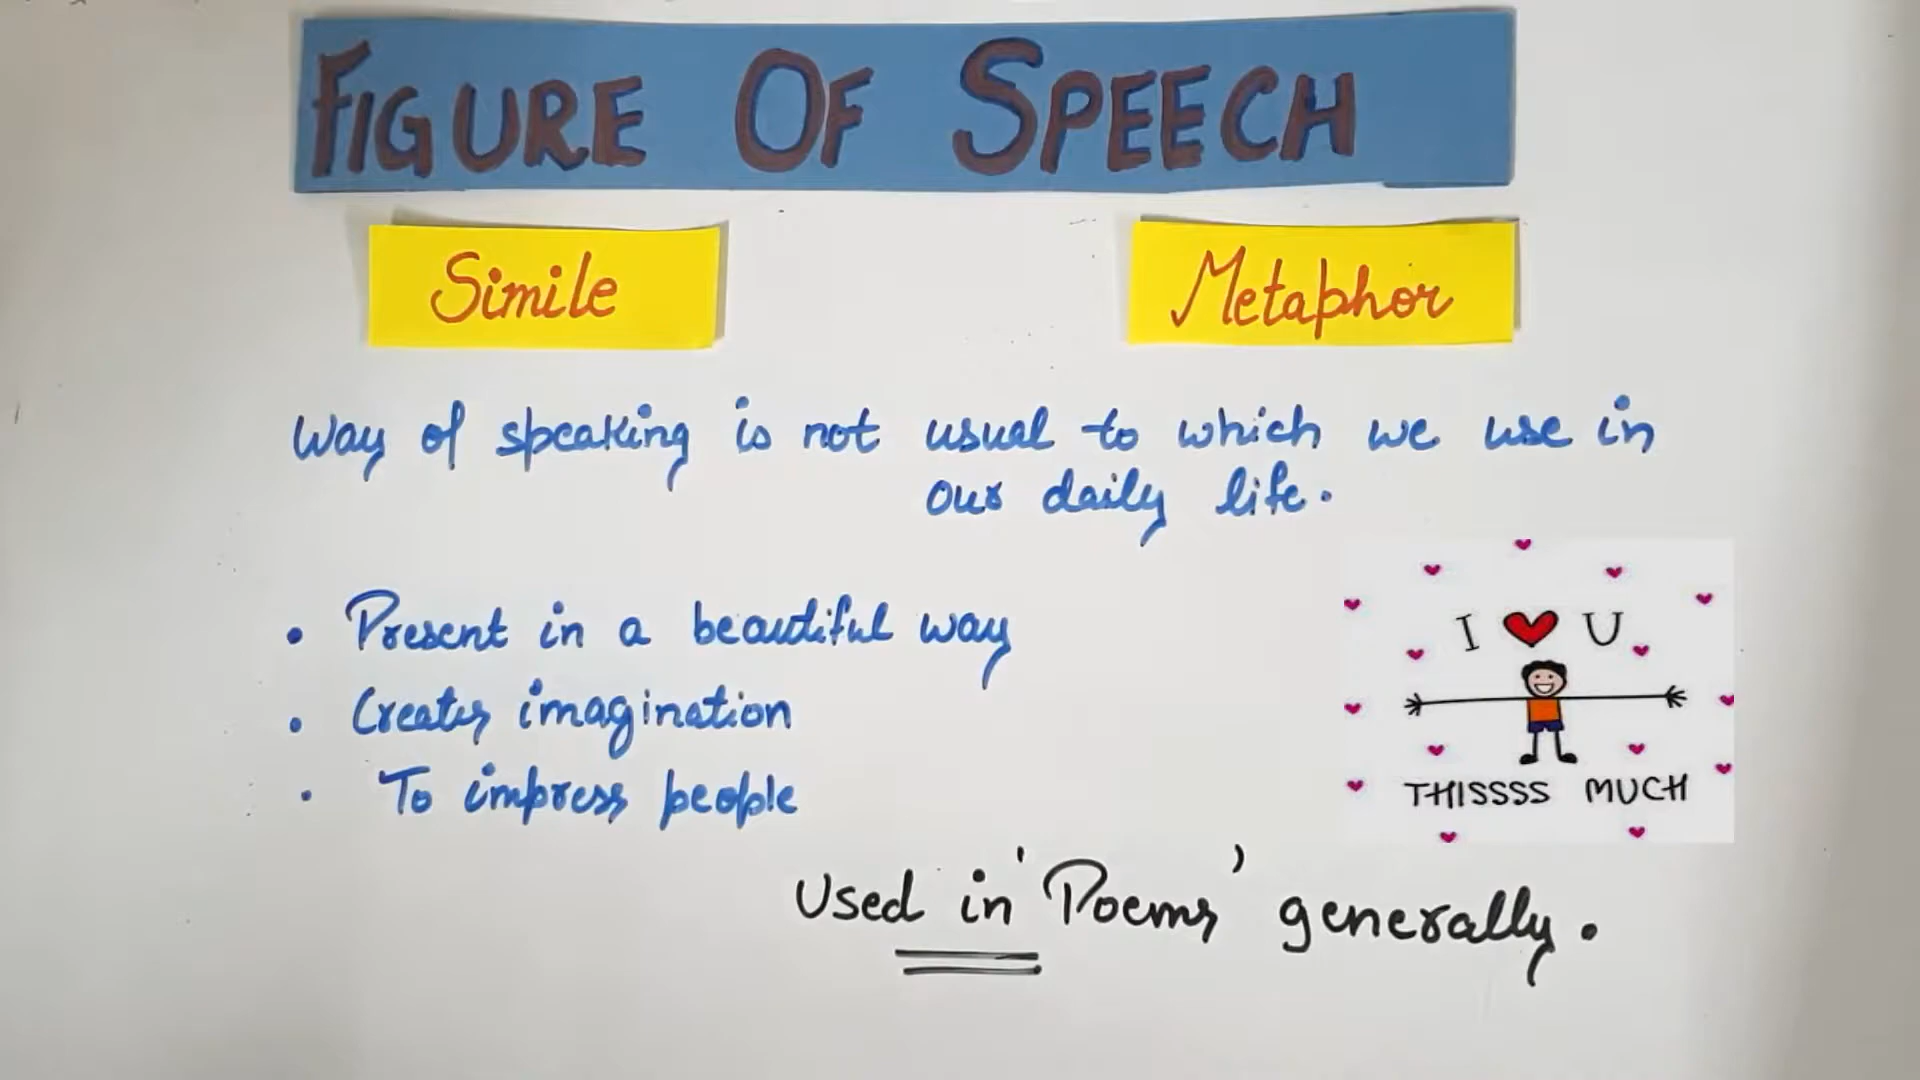 FIGURE OF SPEECH
Simile
Metaphor
Way of speaking is not usual to which we use in
our daily life.
• Present in a beautiful way
• Creates imagination
• To impress people
I ❤ U
THISSSS MUCH
Used in 'Poems' generally.